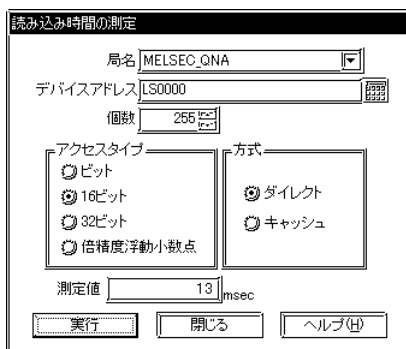 読み込み時間の測定
局名 MELSEC_QNA
デバイスアドレス LS0000
個数 255
アクセスタイプ
ビット
16ビット
32ビット
倍精度浮動小数点
方式
ダイレクト
キャッシュ
測定値 13 msec
実行 閉じる ヘルプ(H)